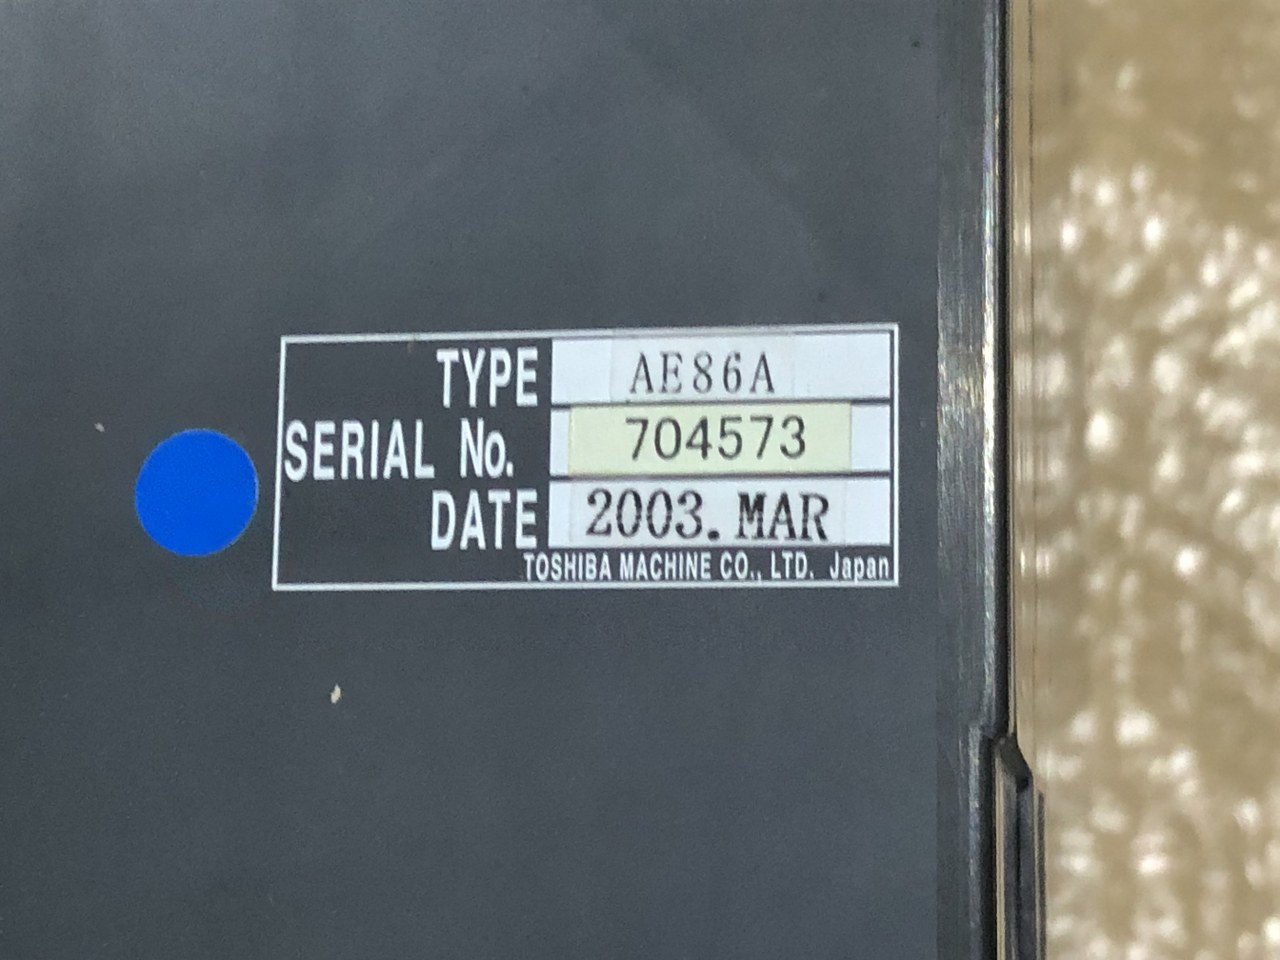 TYPE AE86A
SERIAL No. 704573
DATE 2003. MAR
TOSHIBA MACHINE CO., LTD. Japan